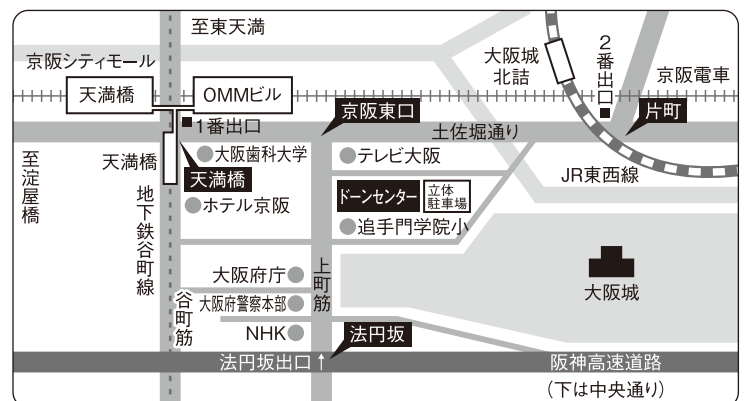 至東天満
京阪シティモール
天満橋
OMMビル
大阪城
北詰
2番出口
京阪電車
片町
京阪東口
1番出口
土佐堀通り
至淀屋橋
天満橋
大阪歯科大学
天満橋
テレビ大阪
JR東西線
ドーンセンター
立体
駐車場
ホテル京阪
追手門学院小
地下鉄谷町線
大阪府庁
上町筋
大阪城
谷町筋
大阪府警察本部
NHK
法円坂
法円坂出口↑
阪神高速道路
(下は中央通り)